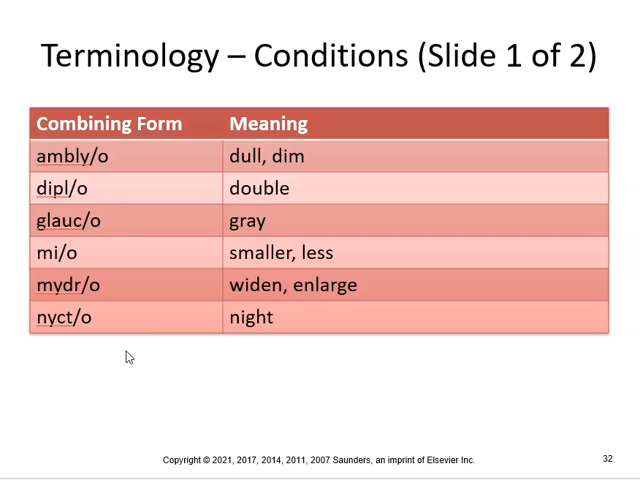 Terminology – Conditions (Slide 1 of 2)
Combining Form Meaning
ambly/o dull, dim
dipl/o double
glauc/o gray
mi/o smaller, less
mydr/o widen, enlarge
nyct/o night
Copyright © 2021, 2017, 2014, 2011, 2007 Saunders, an imprint of Elsevier Inc. 32